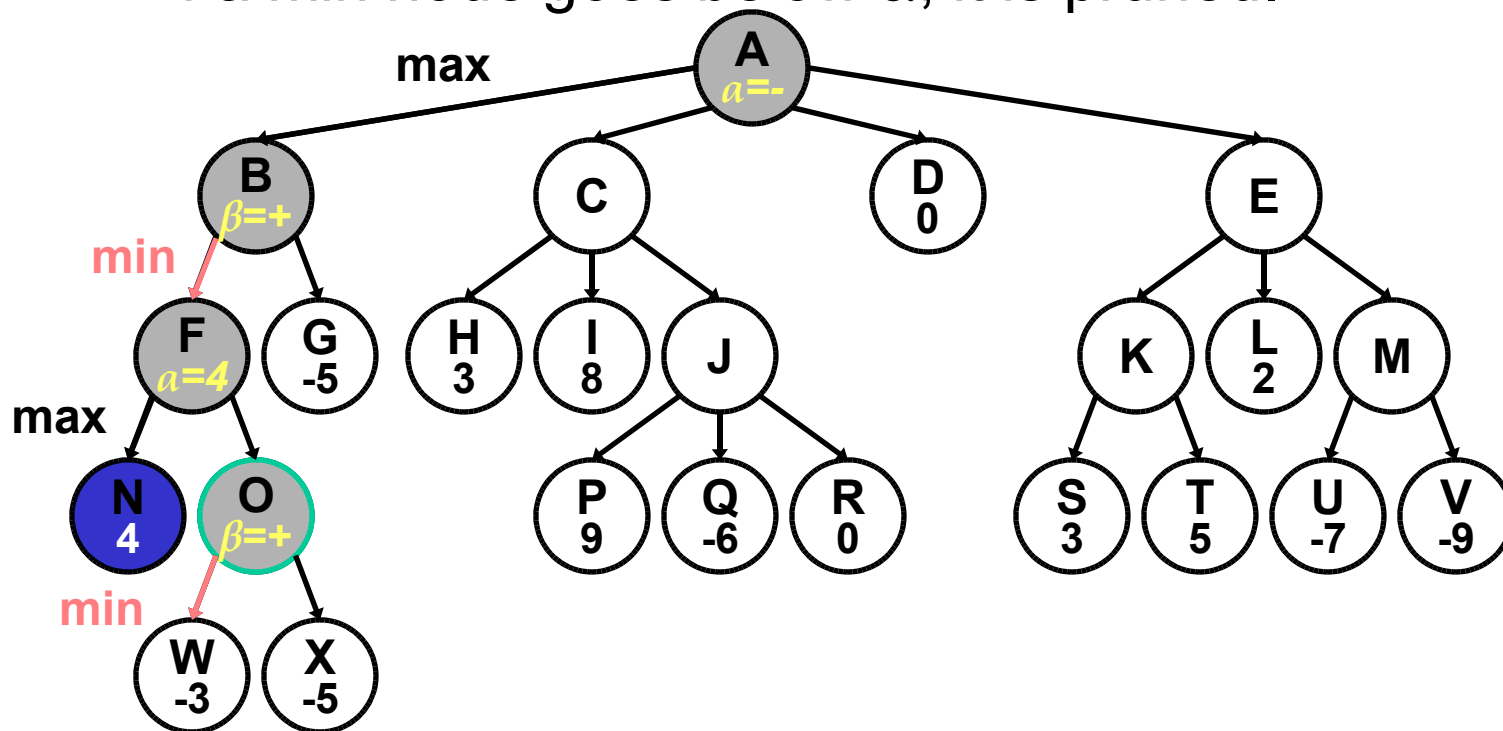 max
A
α=-
B
β=+
C
D
0
E
min
F
α=4
G
-5
H
3
I
8
J
K
L
2
M
max
N
4
O
β=+
P
9
Q
-6
R
0
S
3
T
5
U
-7
V
-9
min
W
-3
X
-5